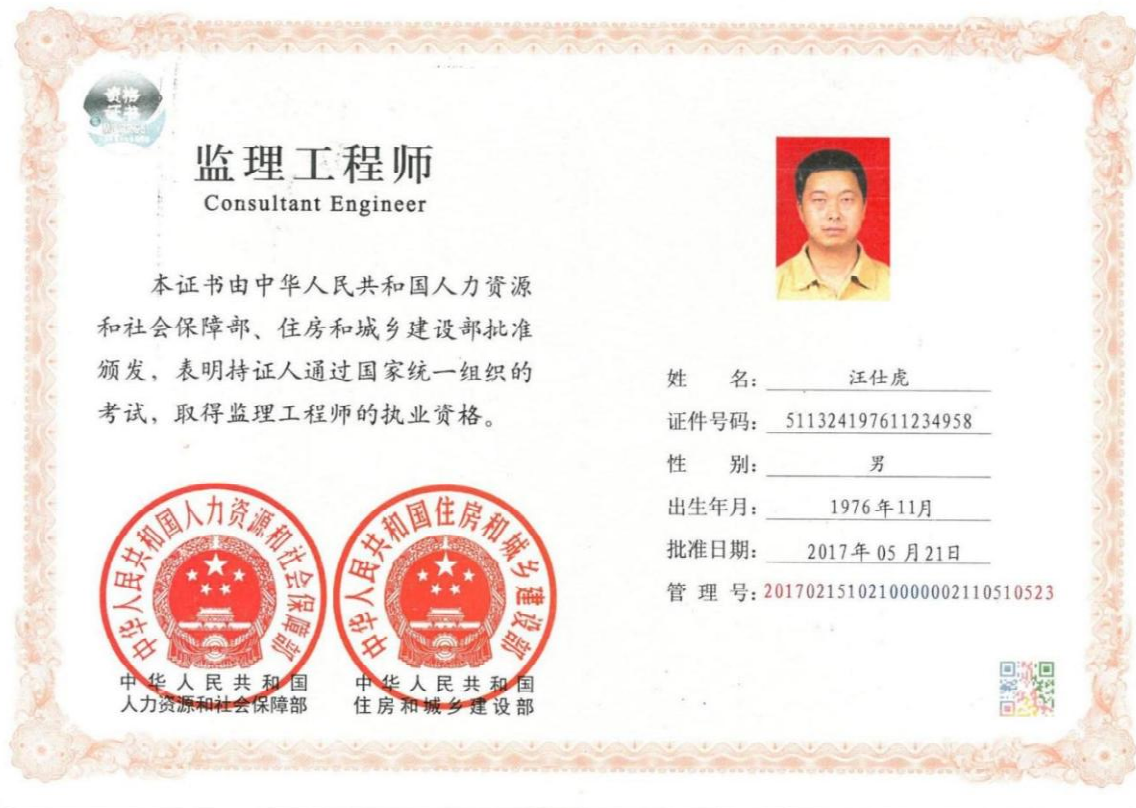 资格
证书
监理工程师
Consultant Engineer
本证书由中华人民共和国人力资源
和社会保障部、住房和城乡建设部批准
颁发，表明持证人通过国家统一组织的
考试，取得监理工程师的执业资格。
中华人民共和国人力资源和社会保障部
中华人民共和国住房和城乡建设部
中华人民共和国
人力资源和社会保障部
中华人民共和国
住房和城乡建设部
姓 名：汪仕虎
证件号码：511324197611234958
性 别：男
出生年月：1976年11月
批准日期：2017年05月21日
管 理 号：2017021510210000002110510523